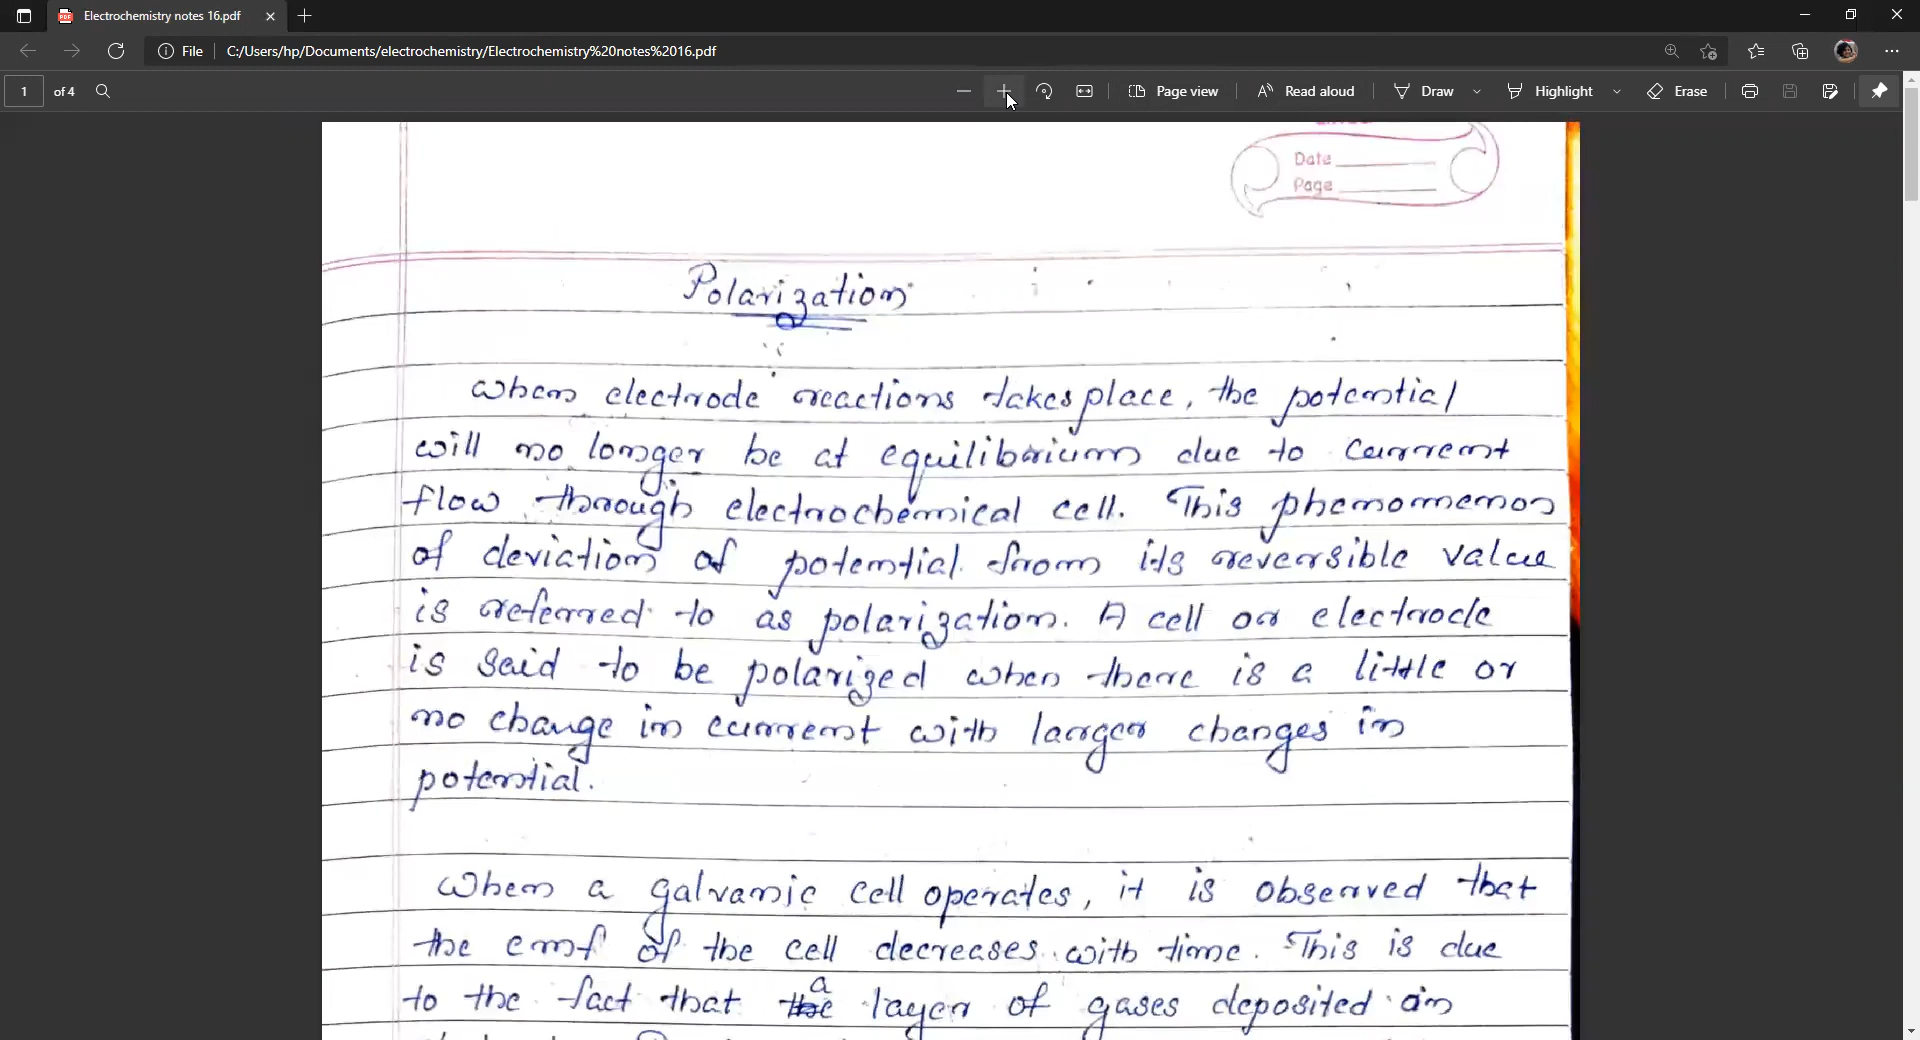 Electrochemistry notes 16.pdf
File C:/Users/hp/Documents/electrochemistry/Electrochemistry%20notes%2016.pdf
1 of 4 Page view Read aloud Draw Highlight Erase
Date
Page
Polarization
When electrode reactions takes place, the potential
will no longer be at equilibrium due to current
flow through electrochemical cell. This phenomenon
of deviation of potential from its reversible value
is referred to as polarization. A cell or electrode
is said to be polarized when there is a little or
no change in current with larger changes in
potential.
When a galvanic cell operates, it is observed that
the emf of the cell decreases with time. This is due
to the fact that a layer of gases deposited on